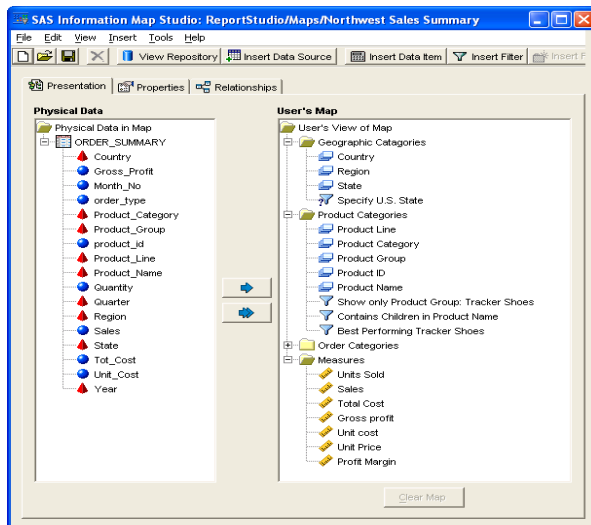 SAS Information Map Studio: ReportStudio/Maps/Northwest Sales Summary
File Edit View Insert Tools Help
View Repository Insert Data Source Insert Data Item Insert Filter Insert F
Presentation Properties Relationships
Physical Data
Physical Data in Map
ORDER_SUMMARY
Country
Gross_Profit
Month_No
order_type
Product_Category
Product_Group
product_id
Product_Line
Product_Name
Quantity
Quarter
Region
Sales
State
Tot_Cost
Unit_Cost
Year
User's Map
User's View of Map
Geographic Catagories
Country
Region
State
Specify U.S. State
Product Categories
Product Line
Product Category
Product Group
Product ID
Product Name
Show only Product Group: Tracker Shoes
Contains Children in Product Name
Best Performing Tracker Shoes
Order Categories
Measures
Units Sold
Sales
Total Cost
Gross profit
Unit cost
Unit Price
Profit Margin
Clear Map